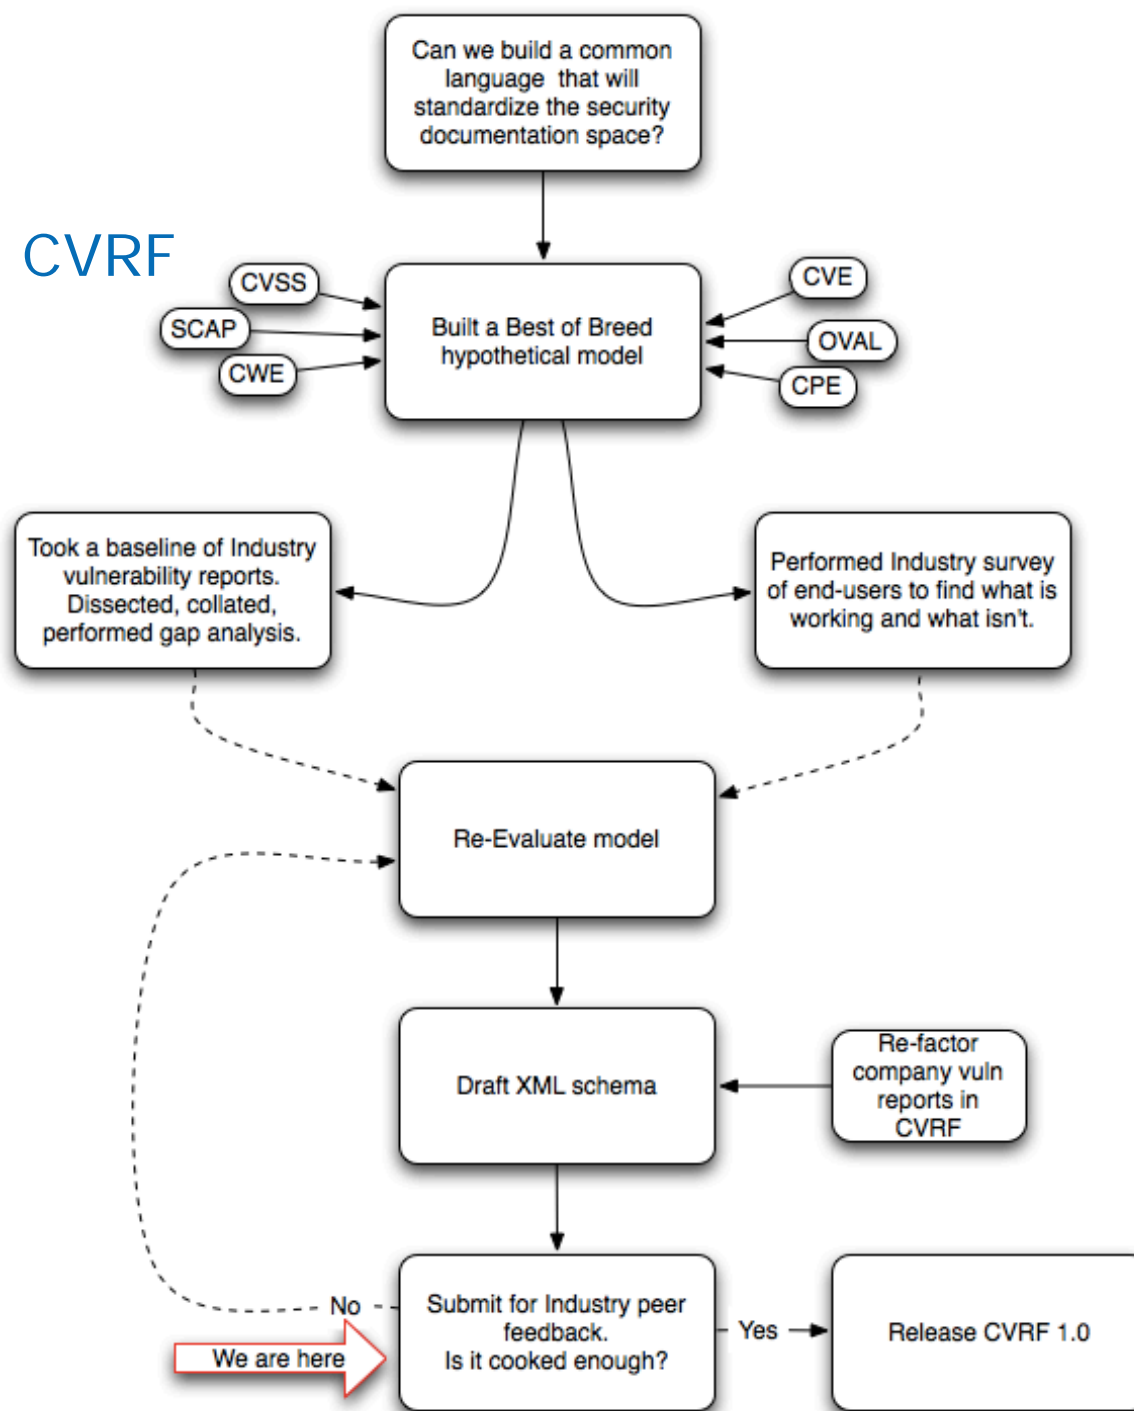 Can we build a common
language that will
standardize the security
documentation space?
CVRF
CVSS
SCAP
CWE
Built a Best of Breed
hypothetical model
CVE
OVAL
CPE
Took a baseline of Industry
vulnerability reports.
Dissected, collated,
performed gap analysis.
Performed Industry survey
of end-users to find what is
working and what isn't.
Re-Evaluate model
Draft XML schema
Re-factor
company vuln
reports in
CVRF
No
We are here
Submit for Industry peer
feedback.
Is it cooked enough?
Yes
Release CVRF 1.0